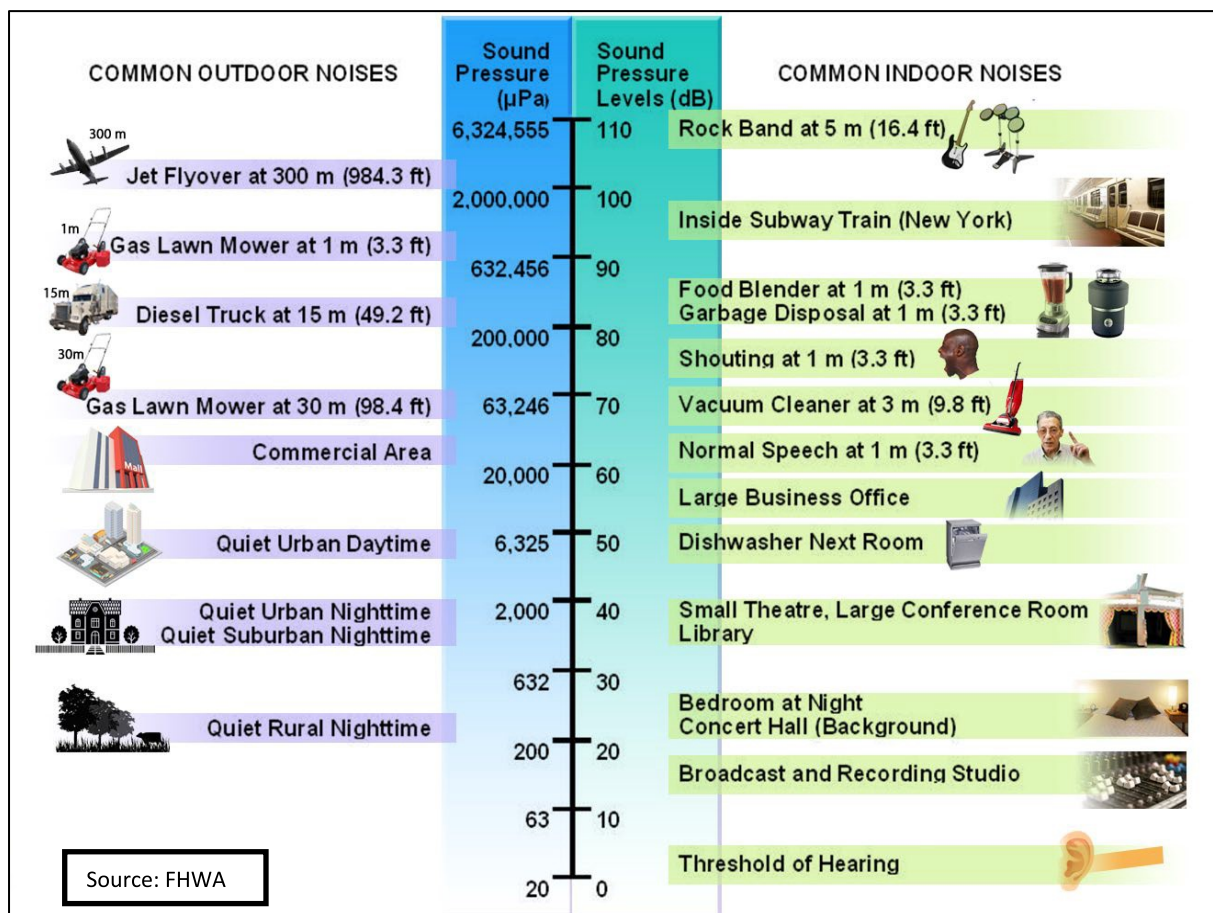 COMMON OUTDOOR NOISES
Sound
Pressure
(µPa)
Sound
Pressure
Levels (dB)
COMMON INDOOR NOISES
6,324,555
110
Rock Band at 5 m (16.4 ft)
300 m
Jet Flyover at 300 m (984.3 ft)
2,000,000
100
Inside Subway Train (New York)
1m
Gas Lawn Mower at 1 m (3.3 ft)
632,456
90
Food Blender at 1 m (3.3 ft)
Garbage Disposal at 1 m (3.3 ft)
15m
Diesel Truck at 15 m (49.2 ft)
200,000
80
Shouting at 1 m (3.3 ft)
30m
Gas Lawn Mower at 30 m (98.4 ft)
63,246
70
Vacuum Cleaner at 3 m (9.8 ft)
Commercial Area
Mall
Normal Speech at 1 m (3.3 ft)
20,000
60
Large Business Office
Quiet Urban Daytime
6,325
50
Dishwasher Next Room
Quiet Urban Nighttime
Quiet Suburban Nighttime
2,000
40
Small Theatre, Large Conference Room
Library
632
30
Bedroom at Night
Concert Hall (Background)
Quiet Rural Nighttime
200
20
Broadcast and Recording Studio
63
10
Threshold of Hearing
Source: FHWA
20
0